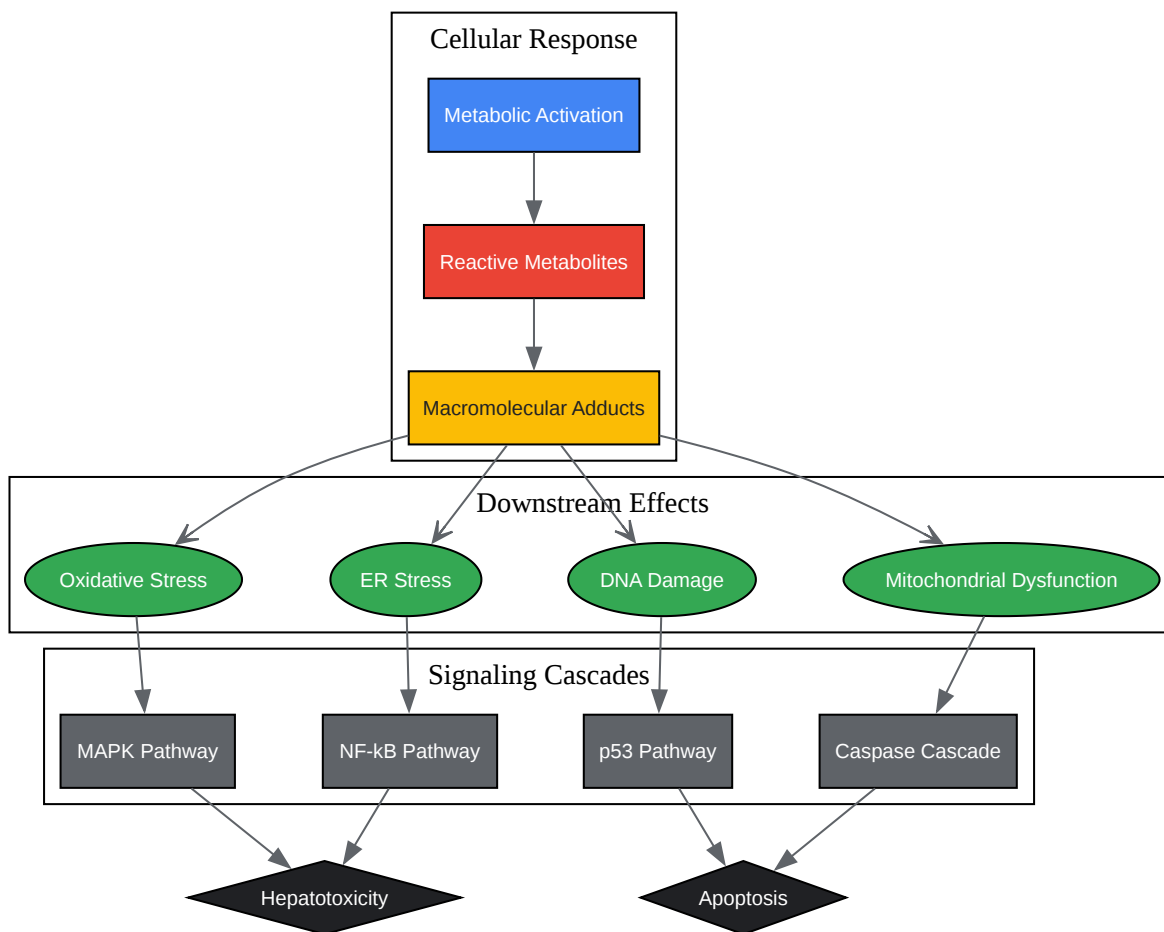 Cellular Response
Metabolic Activation
Reactive Metabolites
Macromolecular Adducts
Downstream Effects
Oxidative Stress
ER Stress
DNA Damage
Mitochondrial Dysfunction
Signaling Cascades
MAPK Pathway
NF-kB Pathway
p53 Pathway
Caspase Cascade
Hepatotoxicity
Apoptosis